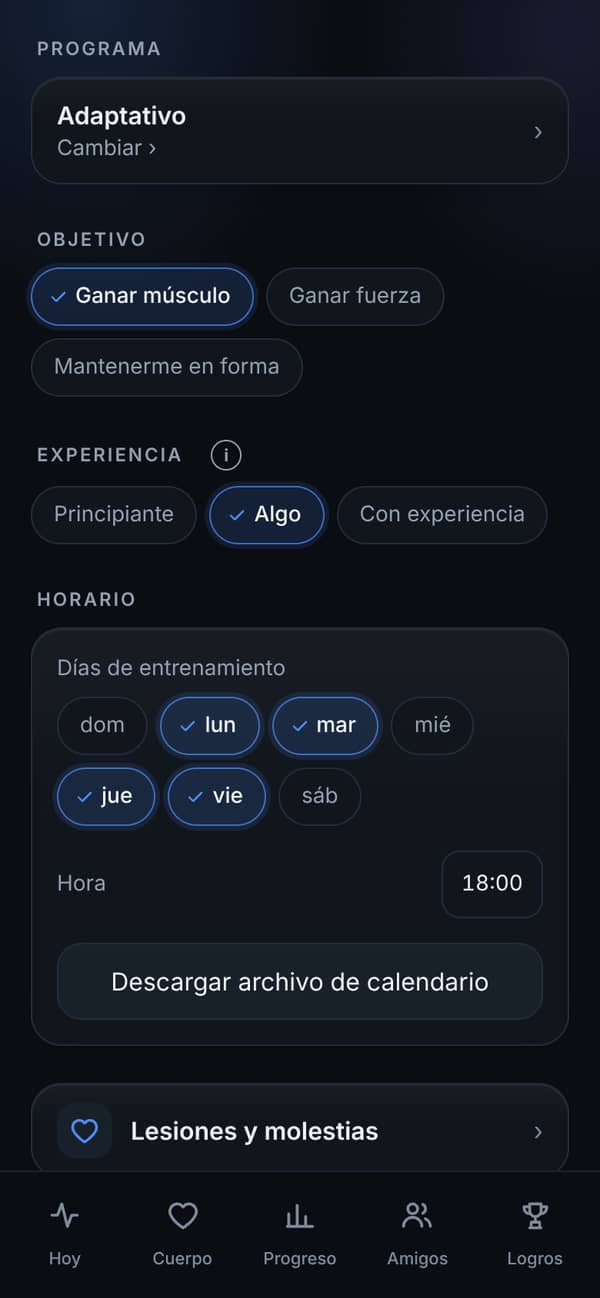 PROGRAMA
Adaptativo
Cambiar ›
›
OBJETIVO
✓ Ganar músculo Ganar fuerza
Mantenerme en forma
EXPERIENCIA i
Principiante ✓ Algo Con experiencia
HORARIO
Días de entrenamiento
dom ✓ lun ✓ mar mié
✓ jue ✓ vie sáb
Hora 18:00
Descargar archivo de calendario
Lesiones y molestias ›
Hoy Cuerpo Progreso Amigos Logros